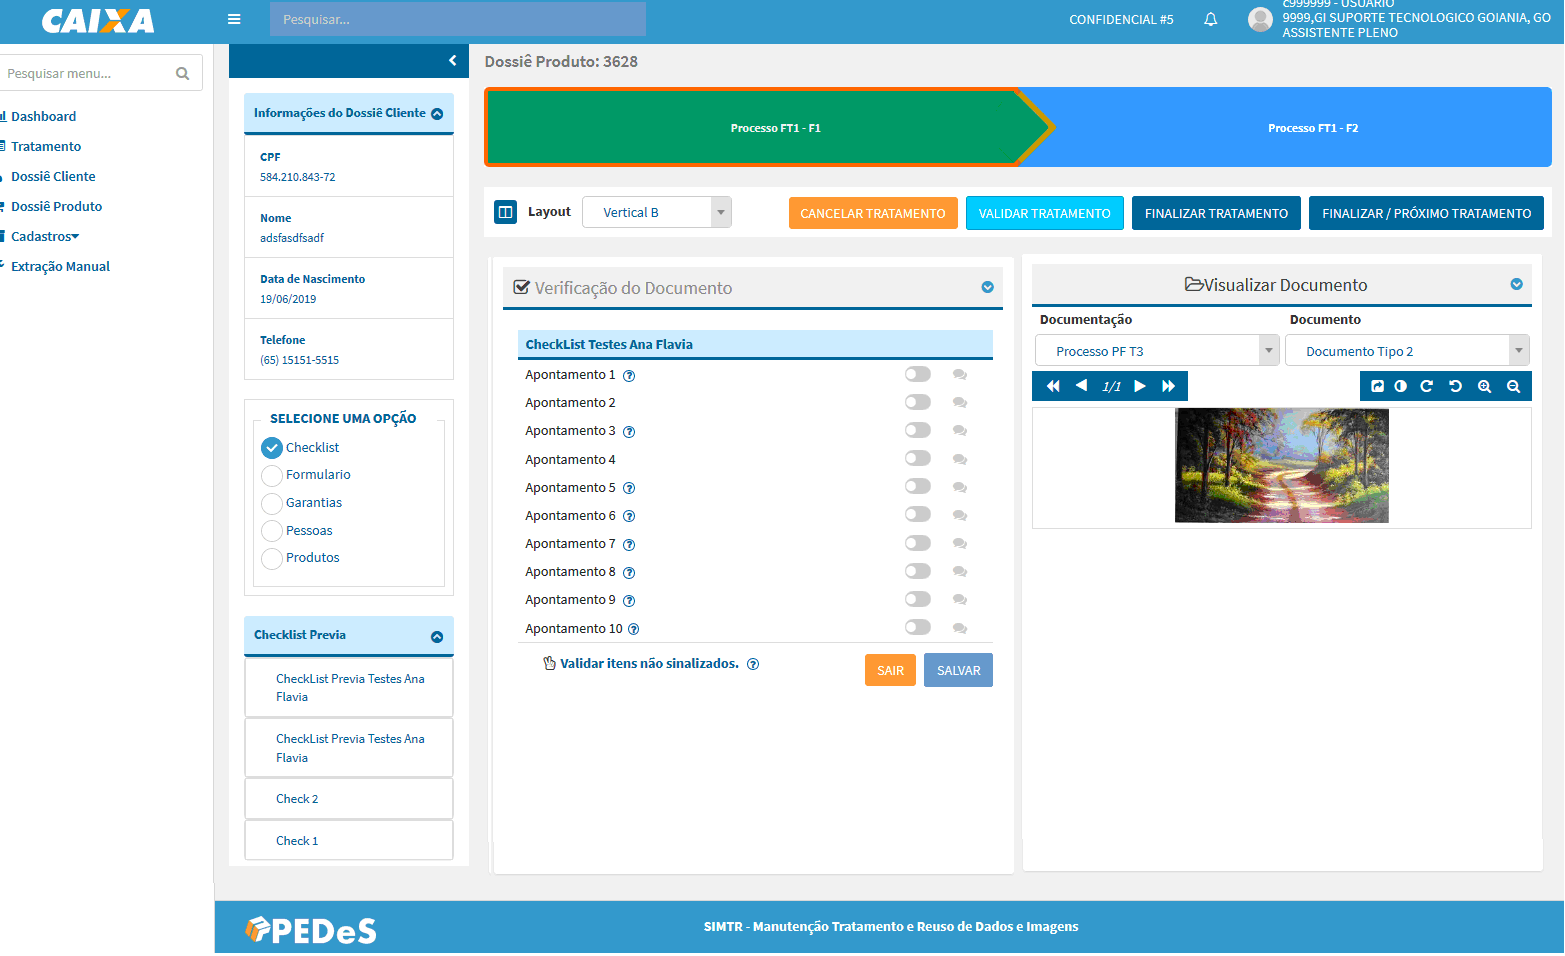 CAIXA
Pesquisar...
CONFIDENCIAL #5
c999999 - USUARIO
9999,GI SUPORTE TECNOLOGICO GOIANIA, GO
ASSISTENTE PLENO
Pesquisar menu...
Dashboard
Tratamento
Dossiê Cliente
Dossiê Produto
Cadastros
Extração Manual
Informações do Dossiê Cliente
CPF
584.210.843-72
Nome
adsfasdfsadf
Data de Nascimento
19/06/2019
Telefone
(65) 15151-5515
SELECIONE UMA OPÇÃO
Checklist
Formulario
Garantias
Pessoas
Produtos
Checklist Previa
CheckList Previa Testes Ana
Flavia
CheckList Previa Testes Ana
Flavia
Check 2
Check 1
Dossiê Produto: 3628
Processo FT1 - F1
Processo FT1 - F2
Layout
Vertical B
CANCELAR TRATAMENTO
VALIDAR TRATAMENTO
FINALIZAR TRATAMENTO
FINALIZAR / PRÓXIMO TRATAMENTO
Verificação do Documento
CheckList Testes Ana Flavia
Apontamento 1 ?
Apontamento 2
Apontamento 3 ?
Apontamento 4
Apontamento 5 ?
Apontamento 6 ?
Apontamento 7 ?
Apontamento 8 ?
Apontamento 9 ?
Apontamento 10 ?
Validar itens não sinalizados. ?
SAIR
SALVAR
Visualizar Documento
Documentação
Documento
Processo PF T3
Documento Tipo 2
1/1
PEDeS
SIMTR - Manutenção Tratamento e Reuso de Dados e Imagens